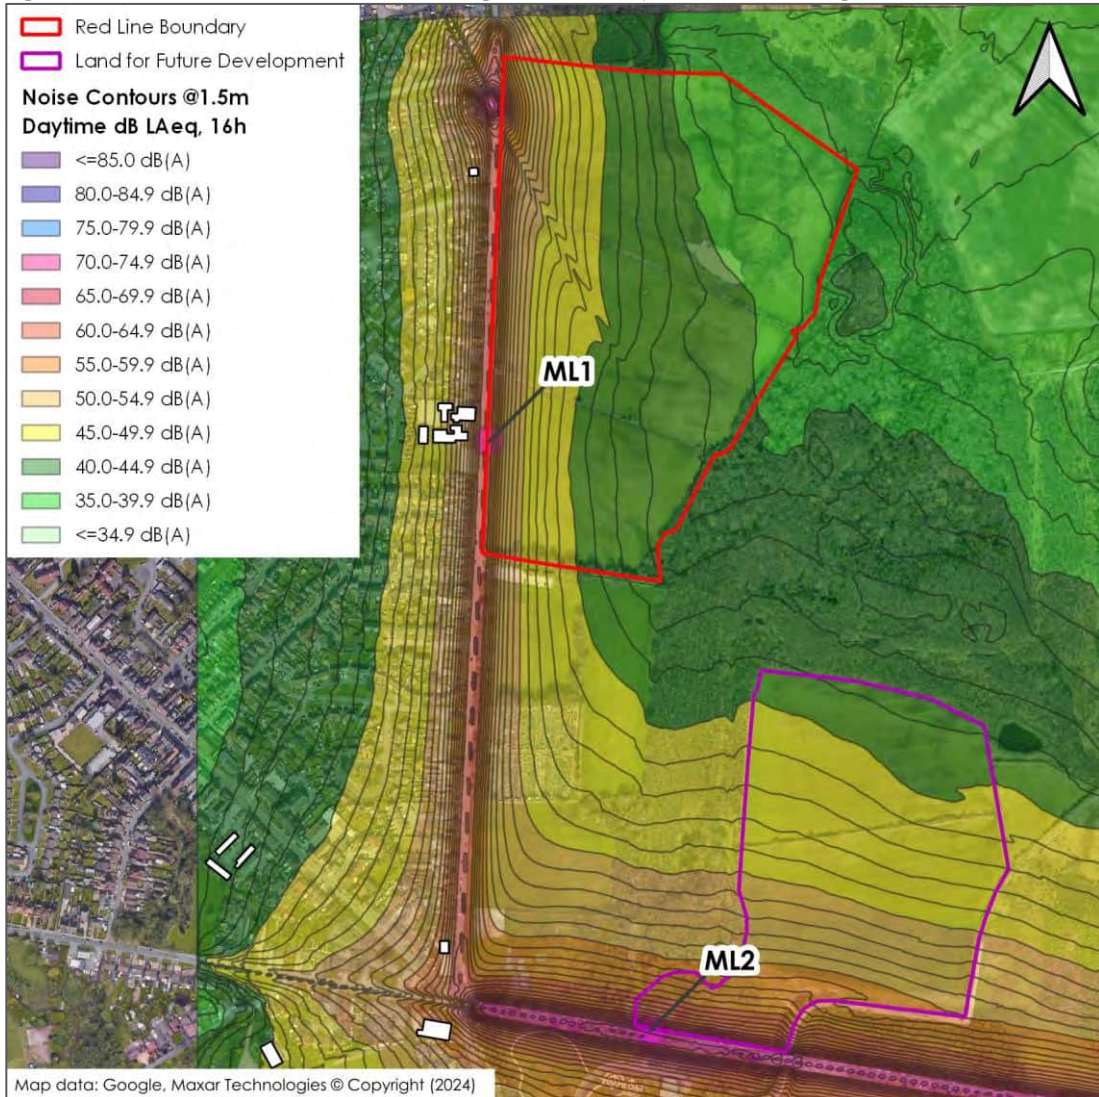 Red Line Boundary
Land for Future Development
Noise Contours @1.5m
Daytime dB LAeq, 16h
<=85.0 dB(A)
80.0-84.9 dB(A)
75.0-79.9 dB(A)
70.0-74.9 dB(A)
65.0-69.9 dB(A)
60.0-64.9 dB(A)
55.0-59.9 dB(A)
50.0-54.9 dB(A)
45.0-49.9 dB(A)
40.0-44.9 dB(A)
35.0-39.9 dB(A)
<=34.9 dB(A)
ML1
ML2
Map data: Google, Maxar Technologies © Copyright (2024)